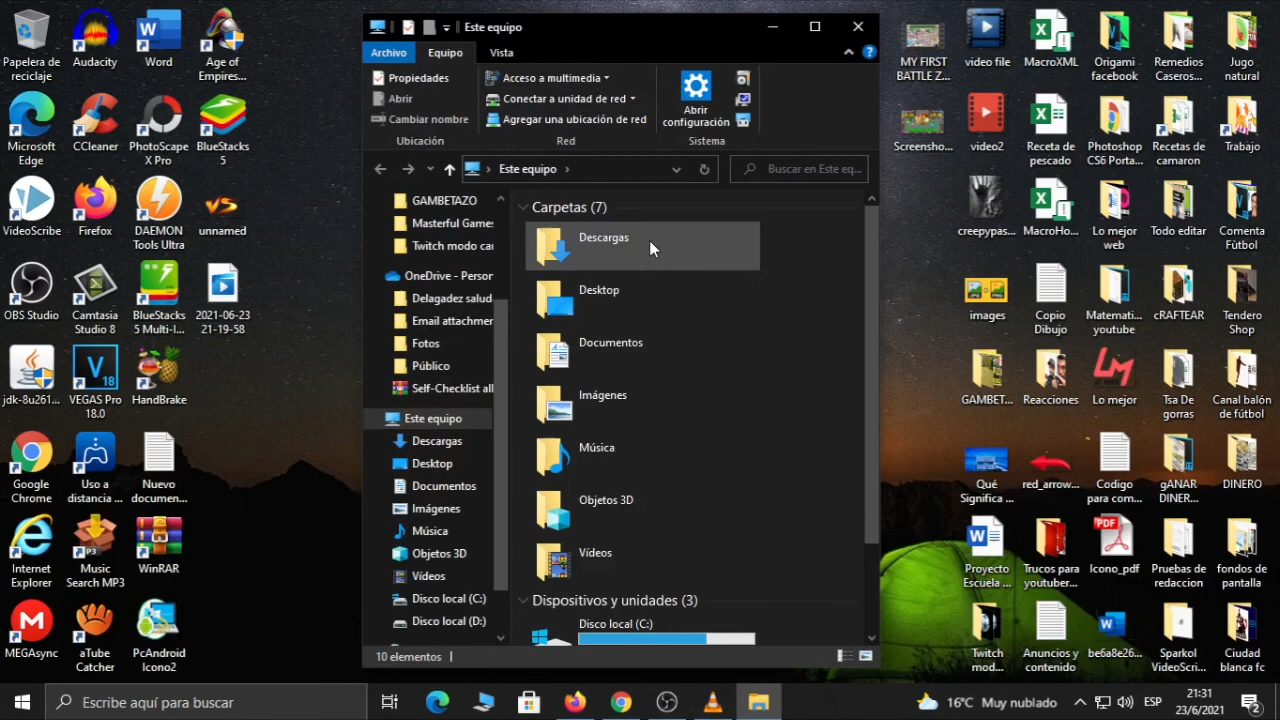 Papelera de
reciclaje
Audacity
Word
Age of
Empires...
Microsoft
Edge
CCleaner
PhotoScape
X Pro
BlueStacks
5
VideoScribe
Firefox
DAEMON
Tools Ultra
VS
unnamed
OBS Studio
Camtasia
Studio 8
BlueStacks
5 Multi-I...
2021-06-23
21-19-58
jdk-8u261...
VEGAS Pro
18.0
HandBrake
Google
Chrome
Uso a
distancia ...
Nuevo
documen...
Internet
Explorer
Music
Search MP3
WinRAR
MEGAsync
aTube
Catcher
PcAndroid
Icono2
Este equipo
Archivo
Equipo
Vista
Propiedades
Abrir
Cambiar nombre
Ubicación
Acceso a multimedia
Conectar a unidad de red
Agregar una ubicación de red
Red
Abrir
configuración
Sistema
Este equipo
Buscar en Este eq...
GAMBETAZO
Masterful Game
Twitch modo car
OneDrive - Person
Delagadez salud
Email attachmen
Fotos
Público
Self-Checklist all
Este equipo
Descargas
Desktop
Documentos
Imágenes
Música
Objetos 3D
Vídeos
Disco local (C:)
Disco local (D:)
Carpetas (7)
Descargas
Desktop
Documentos
Imágenes
Música
Objetos 3D
Vídeos
Dispositivos y unidades (3)
Disco local (C:)
10 elementos
MY FIRST
BATTLE Z...
video file
MacroXML
Origami
facebook
Remedios
Caseros...
Jugo
natural
Screensho...
video2
Receta de
pescado
Photoshop
CS6 Porta...
Recetas de
camaron
Trabajo
creepypas...
MacroHo...
Lo mejor
web
Todo editar
Comenta
Fùtbol
images
Copio
Dibujo
Matemati...
youtube
cRAFTEAR
Tendero
Shop
GAMBET...
Reacciones
Lo mejor
Tsa De
gorras
Canal balón
de fútbol
Qué
Significa ...
red_arrow...
Codigo
para com...
gANAR
DINER...
DINERO
Proyecto
Escuela ...
Trucos para
youtuber...
PDF
Icono_pdf
Pruebas de
redaccion
fondos de
pantalla
Twitch
mod...
Anuncios y
contenido
be6a8e26...
Sparkol
VideoScri...
Ciudad
blanca fc
Escribe aquí para buscar
16°C Muy nublado
ESP
21:31
23/6/2021
2